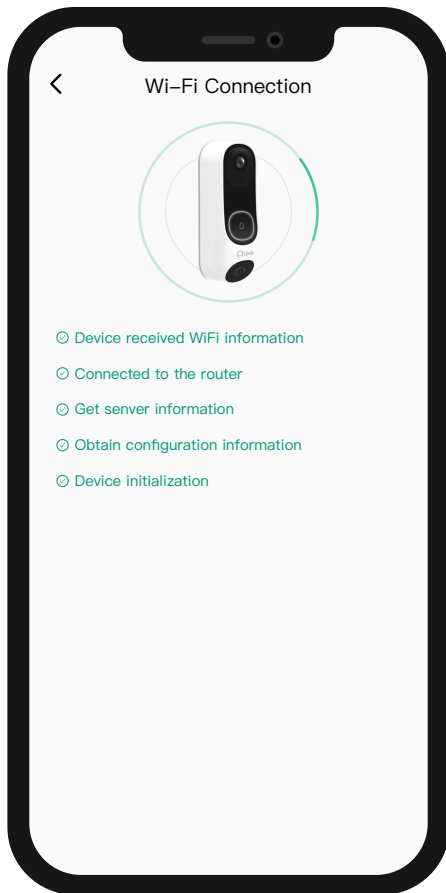 Wi-Fi Connection
Device received WiFi information
Connected to the router
Get senver information
Obtain configuration information
Device initialization